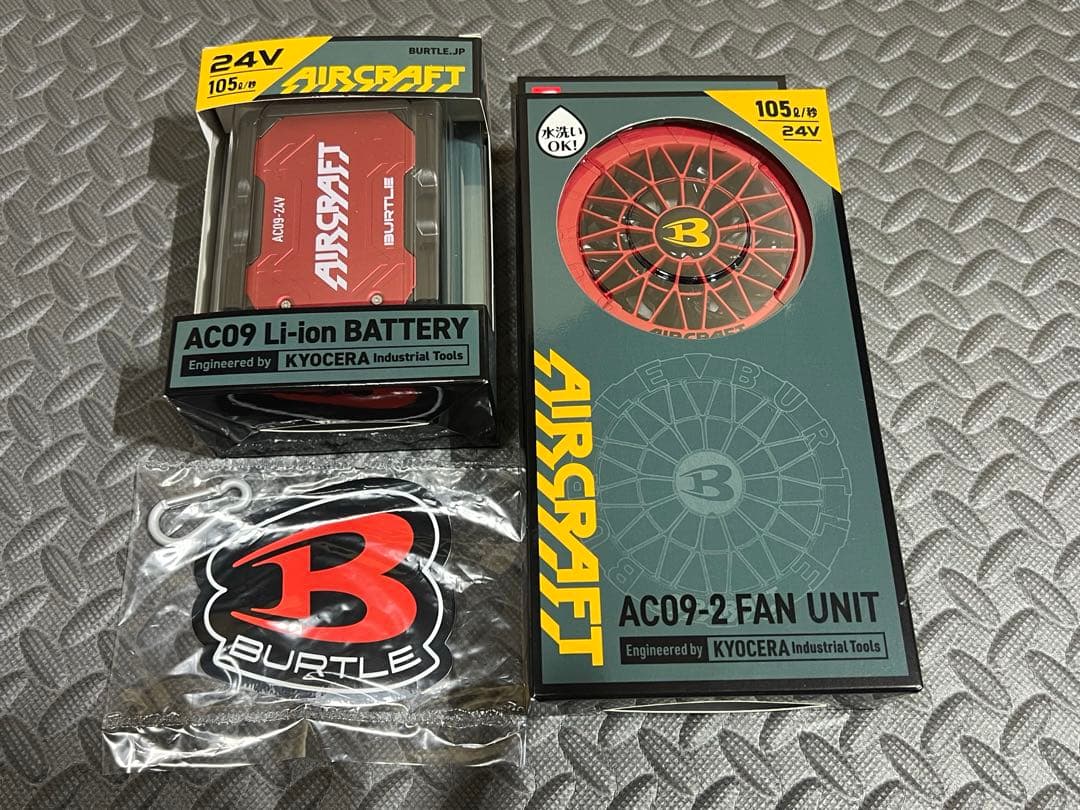 24V
105ℓ/秒
BURTLE.JP
AIRCRAFT
AC09-24V
AIRCRAFT
BURTLE
AC09 Li-ion BATTERY
Engineered by KYOCERA Industrial Tools
B
BURTLE
水洗い
OK!
105ℓ/秒
24V
B
AIRCRAFT
AIRCRAFT
B
AC09-2 FAN UNIT
Engineered by KYOCERA Industrial Tools